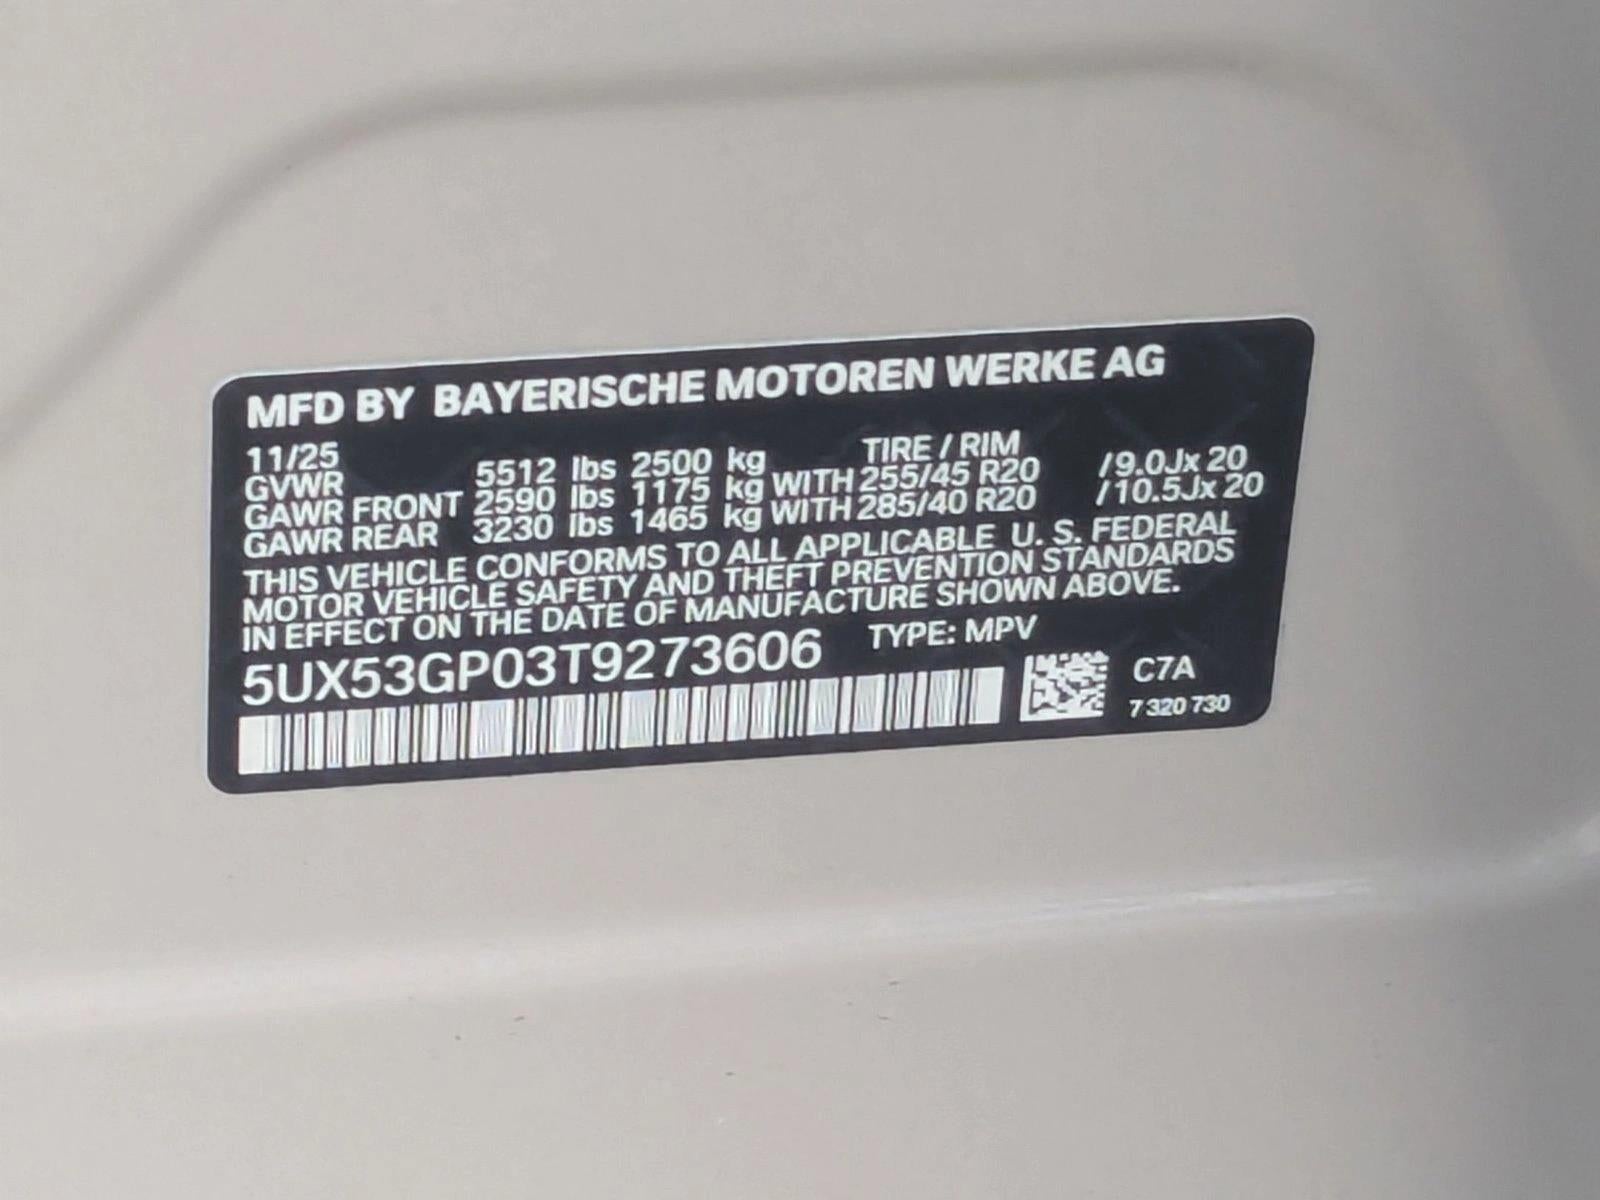 MFD BY BAYERISCHE MOTOREN WERKE AG
11/25 TIRE / RIM
GVWR 5512 lbs 2500 kg
GAWR FRONT 2590 lbs 1175 kg WITH 255/45 R20 /9.0Jx 20
GAWR REAR 3230 lbs 1465 kg WITH 285/40 R20 /10.5Jx 20
THIS VEHICLE CONFORMS TO ALL APPLICABLE U. S. FEDERAL
MOTOR VEHICLE SAFETY AND THEFT PREVENTION STANDARDS
IN EFFECT ON THE DATE OF MANUFACTURE SHOWN ABOVE.
5UX53GP03T9273606 TYPE: MPV
C7A
7 320 730